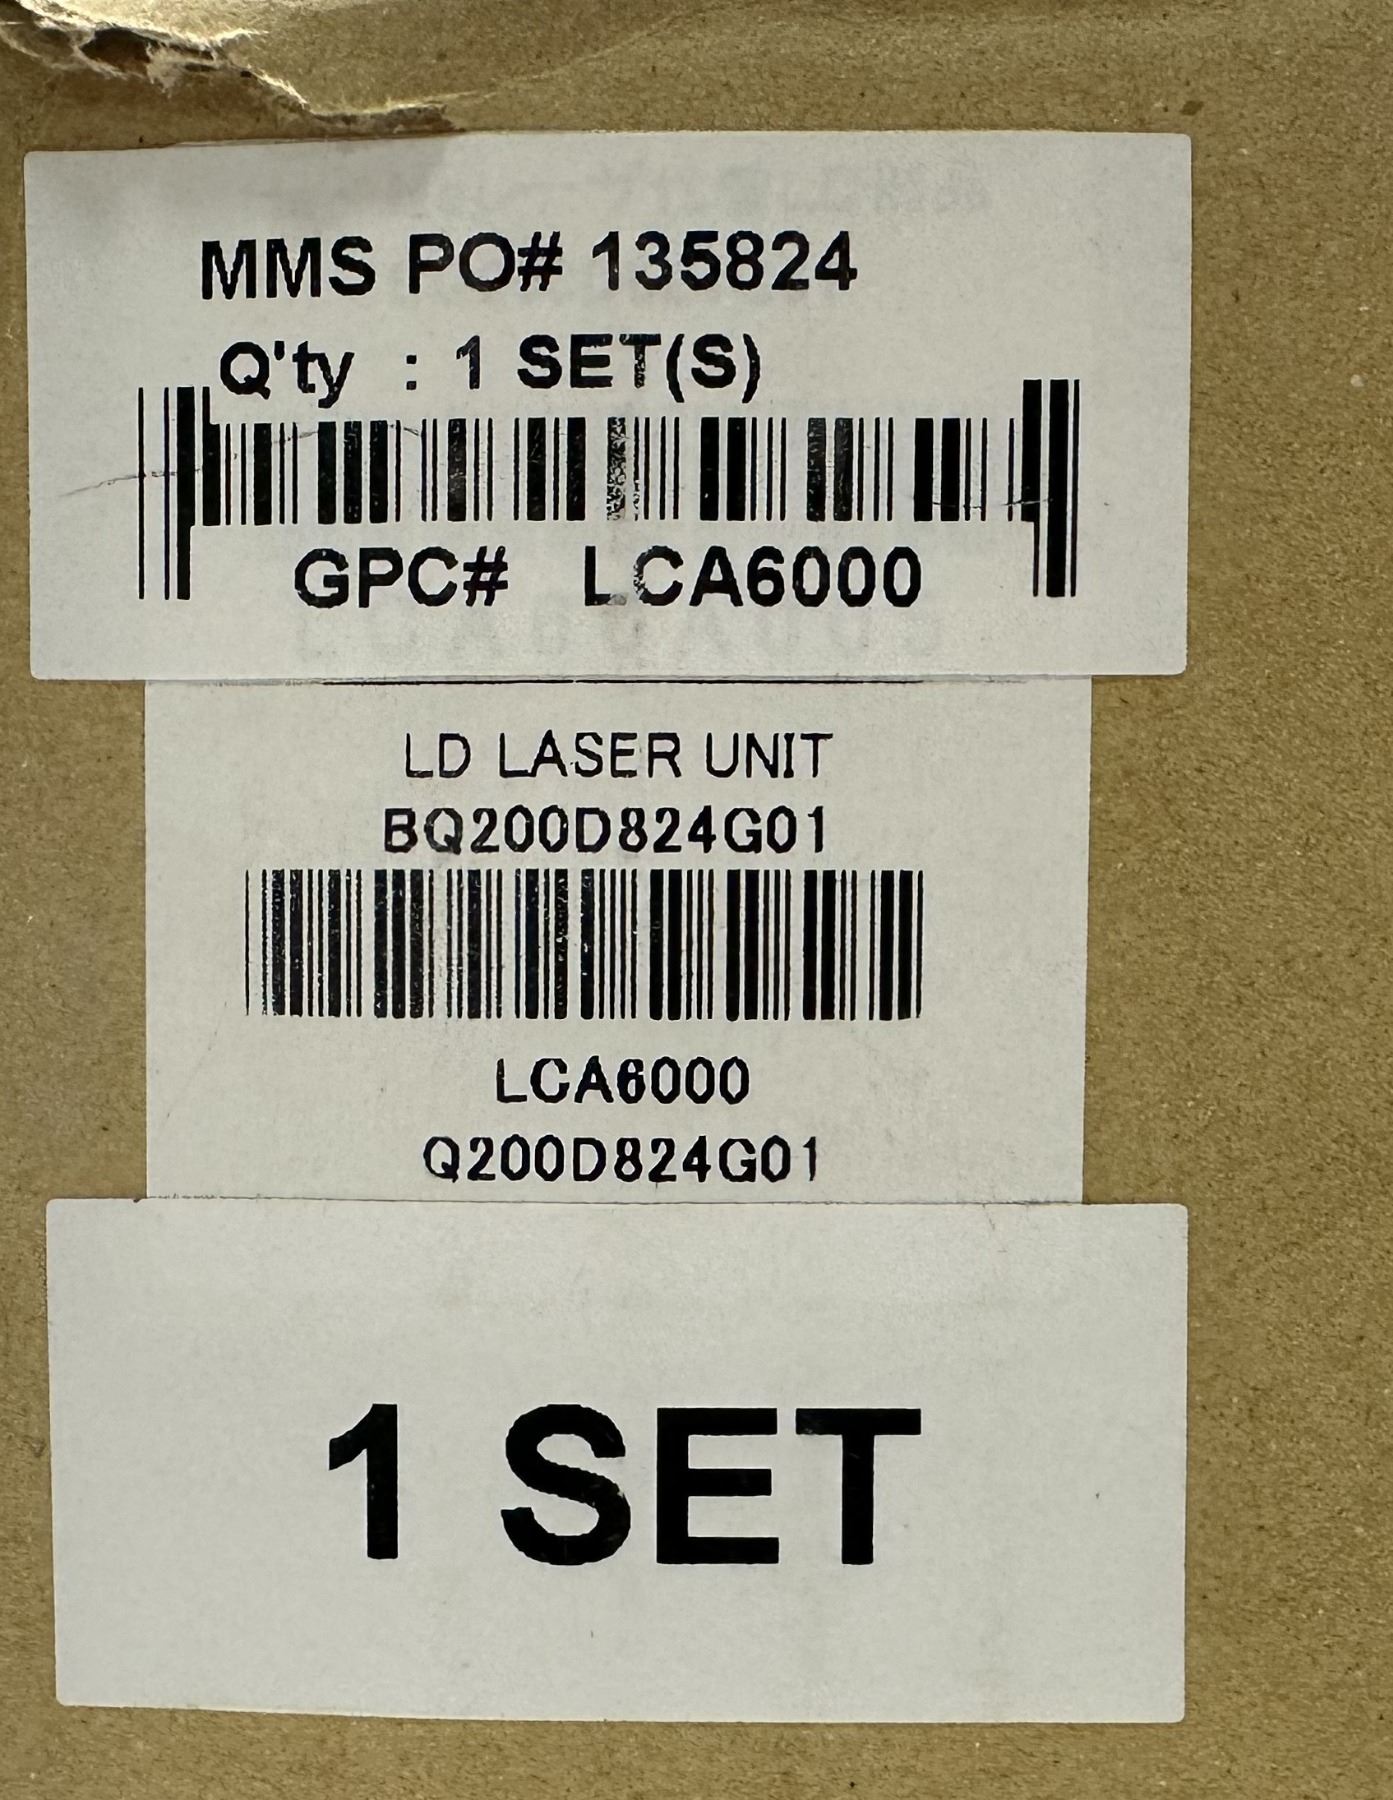 MMS PO# 135824
Q'ty : 1 SET(S)
GPC# LCA6000
LD LASER UNIT
BQ200D824G01
LCA6000
Q200D824G01
1 SET